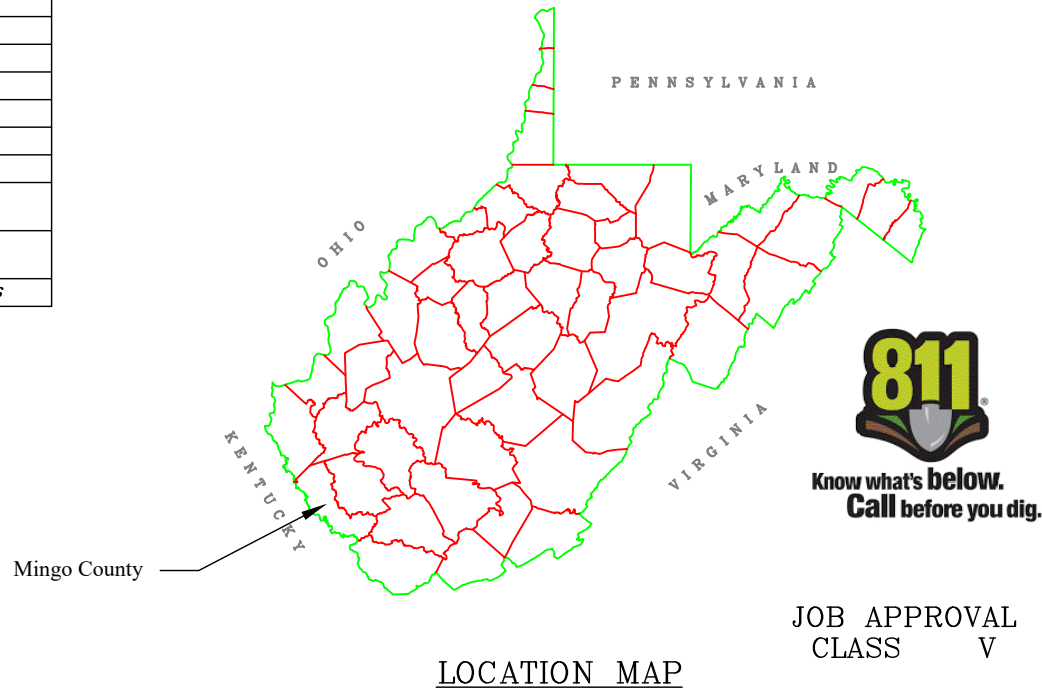 PENNSYLVANIA
MARYLAND
OHIO
811
®
KENTUCKY
VIRGINIA
Know what's below.
Call before you dig.
Mingo County
JOB APPROVAL
CLASS V
LOCATION MAP